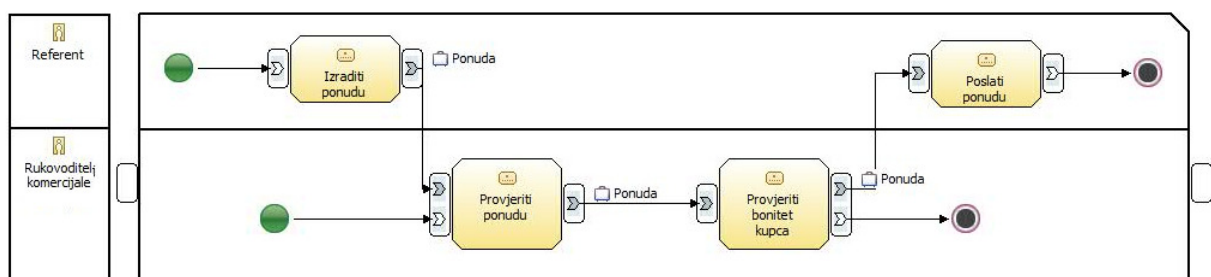 Referent
Izraditi
ponudu
Ponuda
Poslati
ponudu
Rukovoditelj
komercijale
Provjeriti
ponudu
Ponuda
Provjeriti
bonitet
kupca
Ponuda